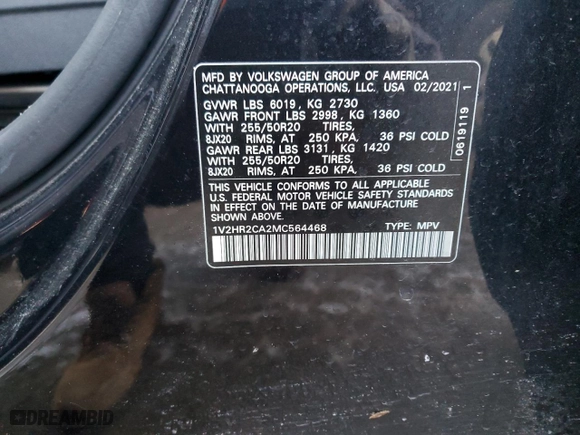 MFD BY VOLKSWAGEN GROUP OF AMERICA
CHATTANOOGA OPERATIONS, LLC. USA 02/2021
GVWR LBS 6019, KG 2730
GAWR FRONT LBS 2998, KG 1360
WITH 255/50R20 TIRES,
8JX20 RIMS, AT 250 KPA, 36 PSI COLD
GAWR REAR LBS 3131, KG 1420
WITH 255/50R20 TIRES,
8JX20 RIMS, AT 250 KPA, 36 PSI COLD
THIS VEHICLE CONFORMS TO ALL APPLICABLE
U.S. FEDERAL MOTOR VEHICLE SAFETY STANDARDS
IN EFFECT ON THE DATE OF MANUFACTURE
SHOWN ABOVE.
1V2HR2CA2MC564468 TYPE: MPV
0619119 1
DREAMBID